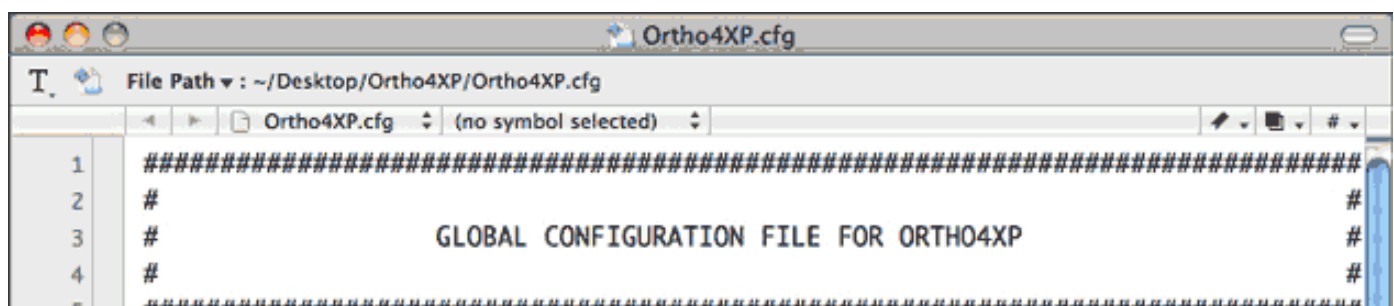 Ortho4XP.cfg
T. File Path ▾ : ~/Desktop/Ortho4XP/Ortho4XP.cfg
Ortho4XP.cfg (no symbol selected) #
1 ################################################################################
2 # #
3 # GLOBAL CONFIGURATION FILE FOR ORTHO4XP #
4 # #
################################################################################